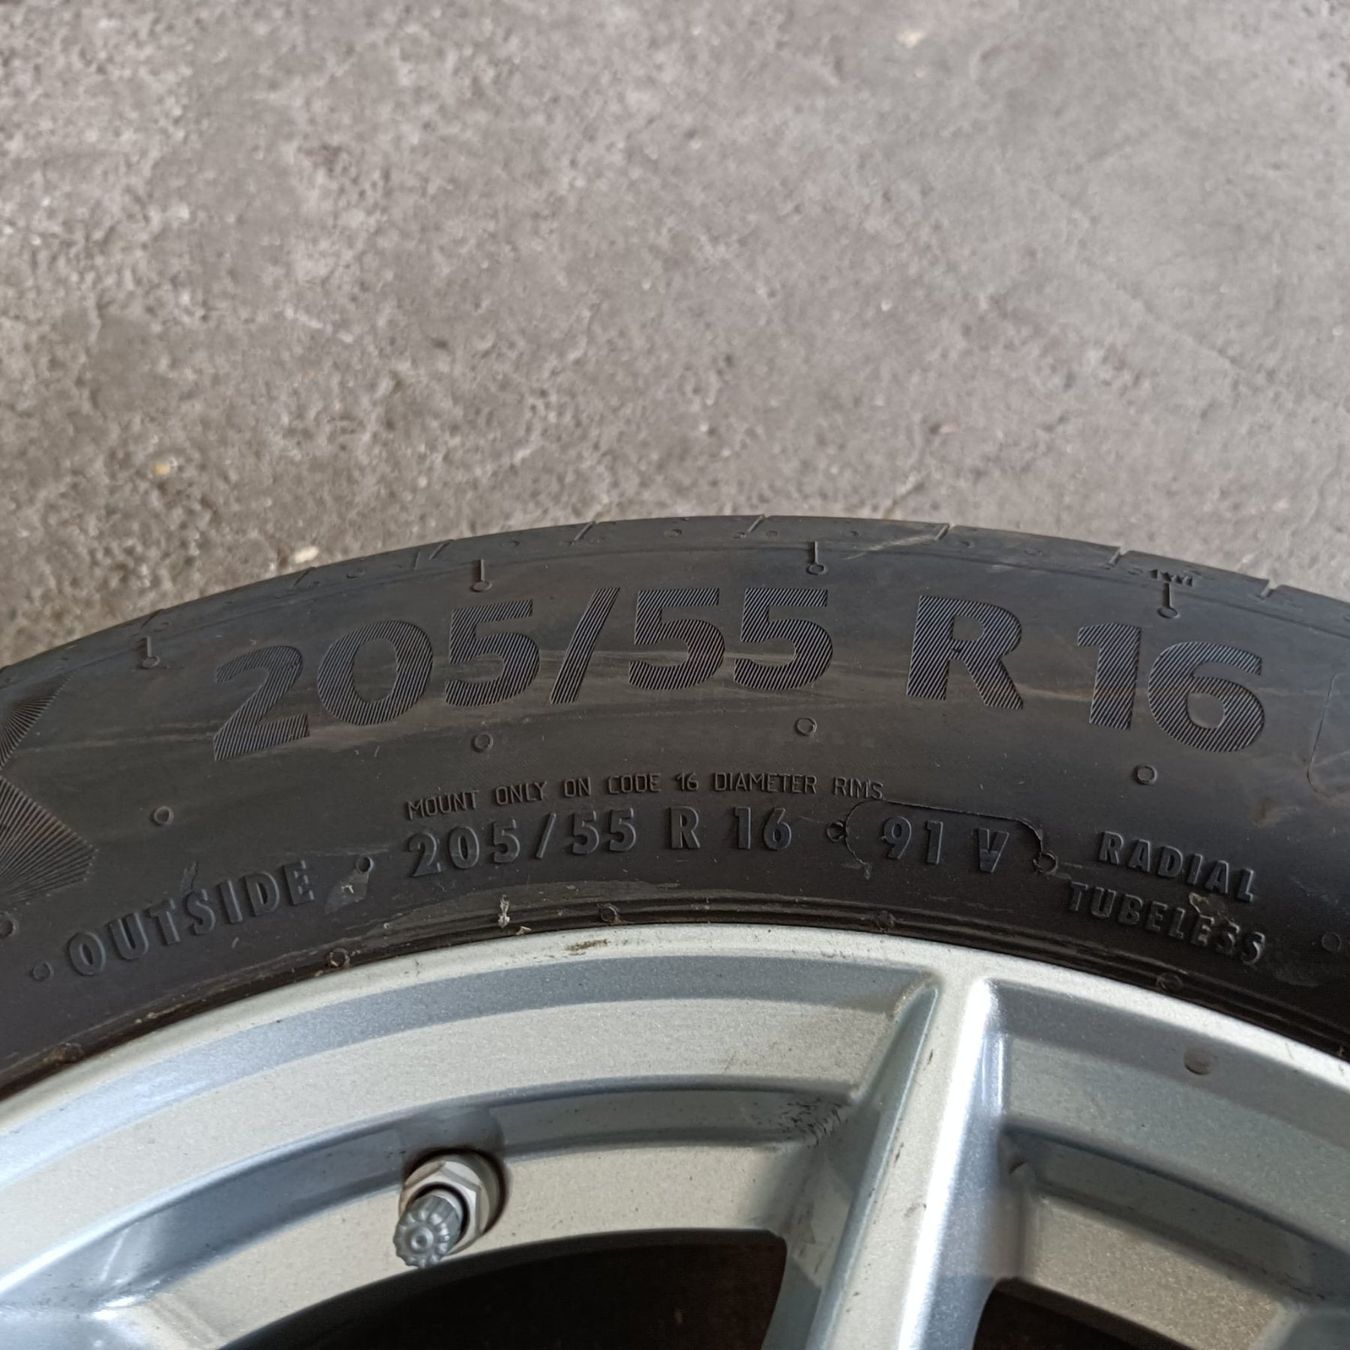 205/55 R 16
MOUNT ONLY ON CODE 16 DIAMETER RIMS
OUTSIDE
205/55 R 16
91 V
RADIAL
TUBELESS